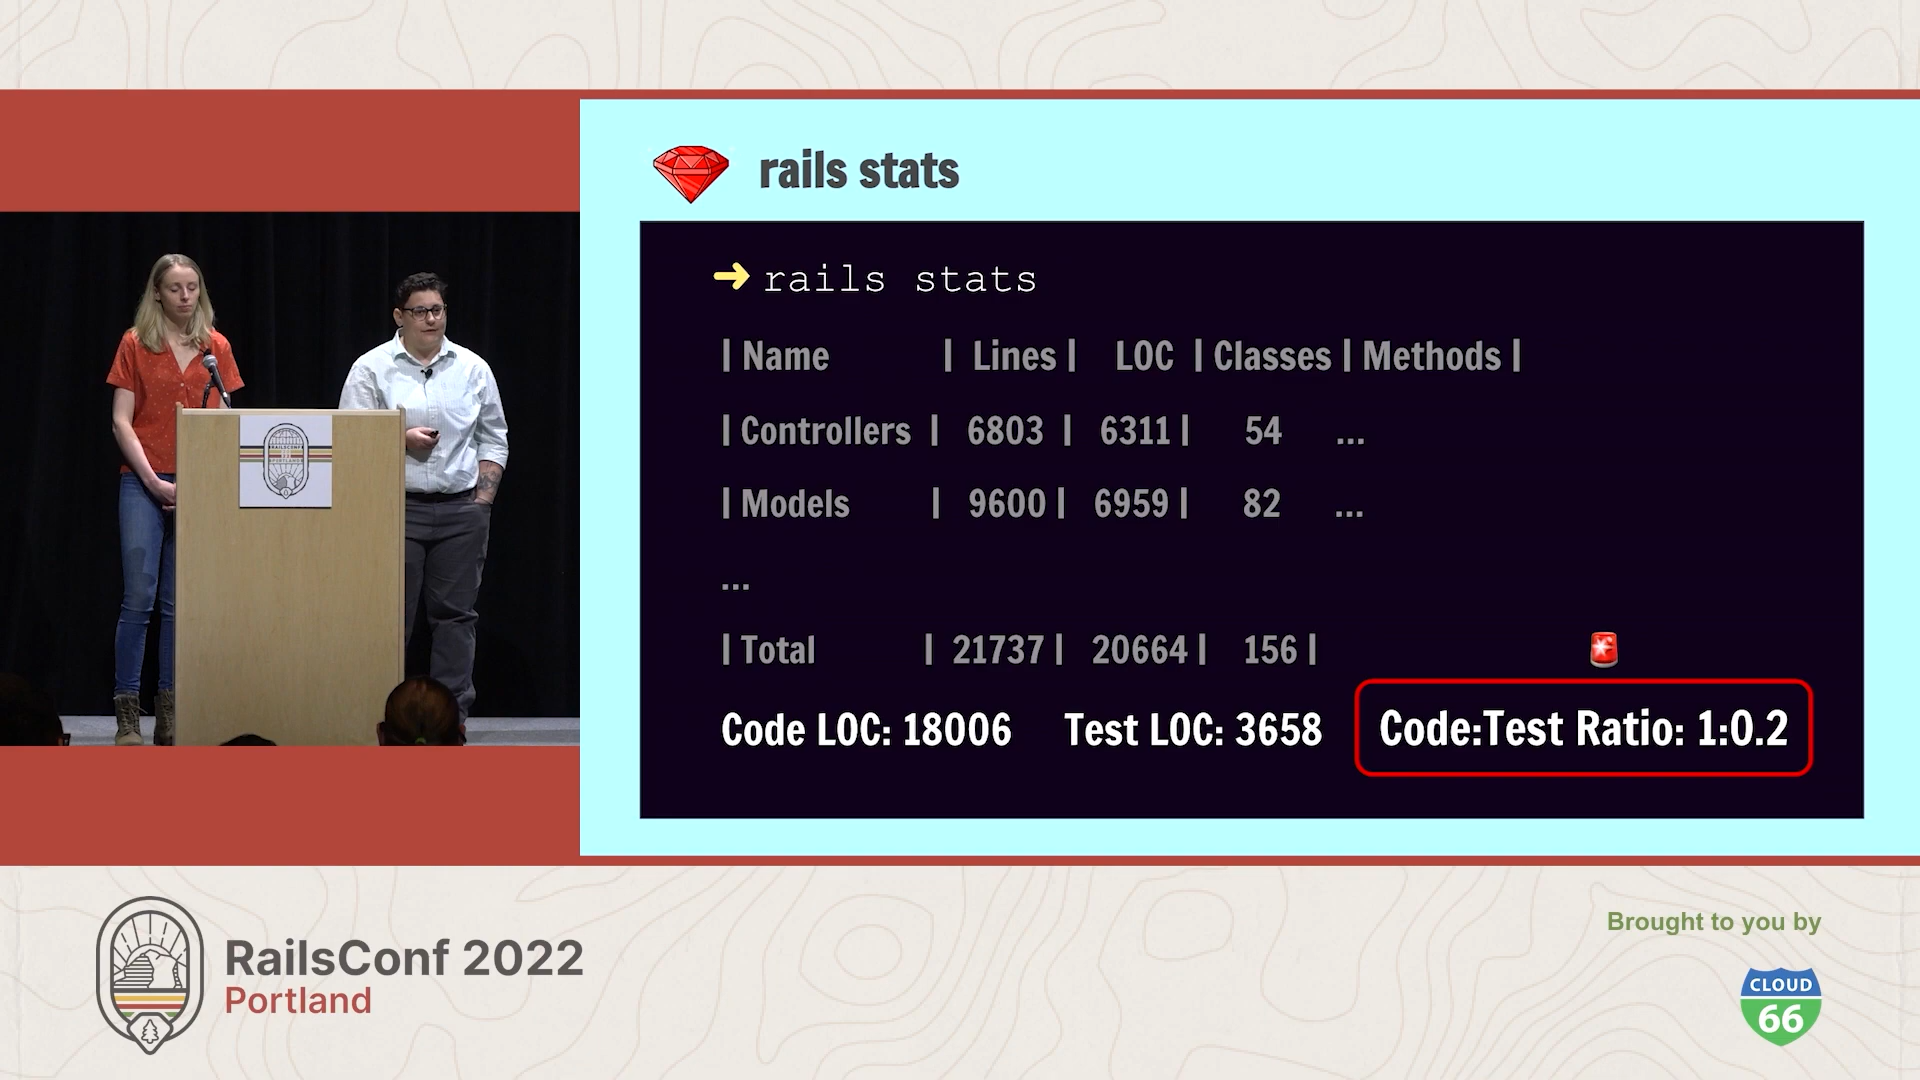 rails stats
➜ rails stats
| Name | Lines | LOC | Classes | Methods |
| Controllers | 6803 | 6311 | 54 ...
| Models | 9600 | 6959 | 82 ...
...
| Total | 21737 | 20664 | 156 |
Code LOC: 18006 Test LOC: 3658 Code:Test Ratio: 1:0.2
RailsConf 2022
Portland
Brought to you by
CLOUD
66